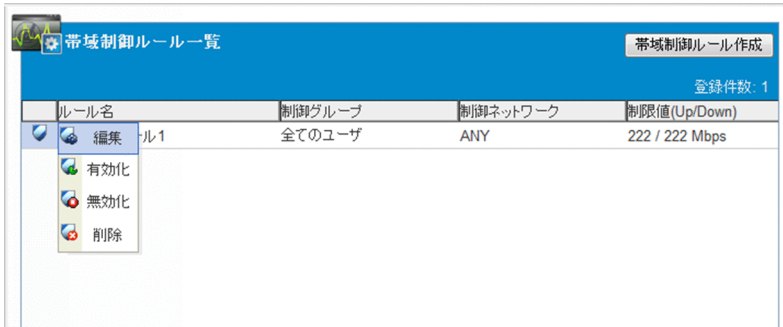 帯域制御ルール一覧
帯域制御ルール作成
登録件数: 1
ルール名 制御グループ 制御ネットワーク 制限値(Up/Down)
ル1 全てのユーザ ANY 222 / 222 Mbps
編集
有効化
無効化
削除